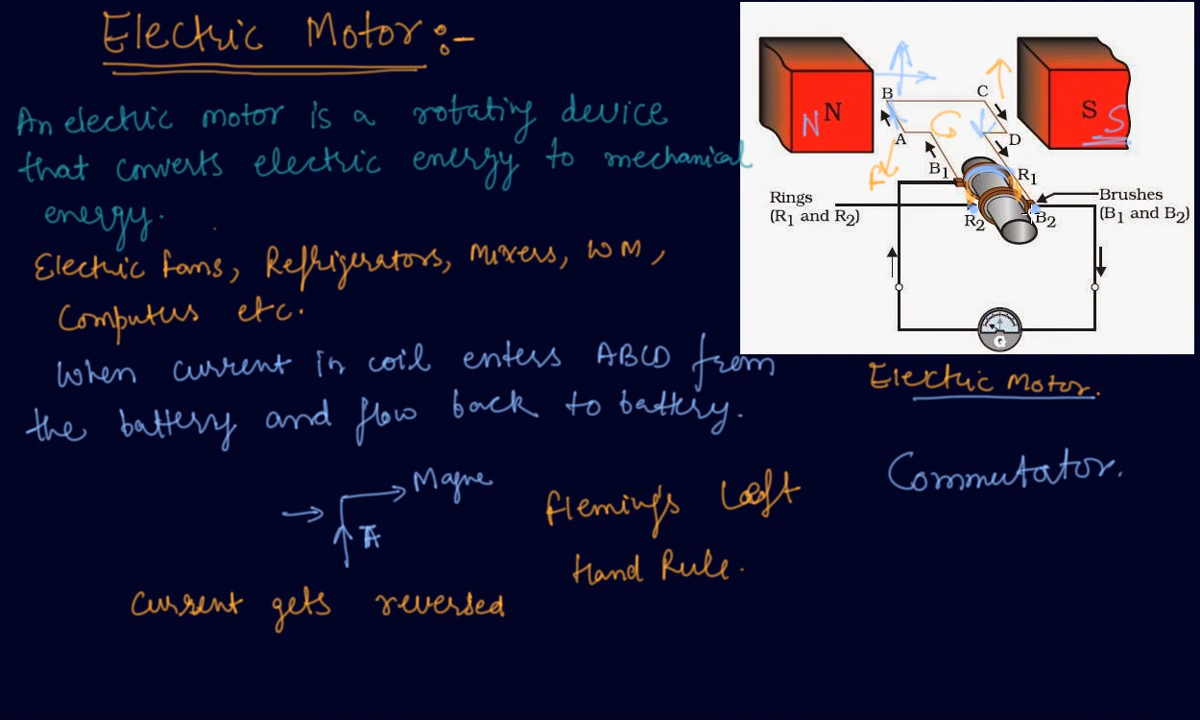 Electric Motor :-
An electric motor is a rotating device
that converts electric energy to mechanical
energy.
Electric fans, Refrigerators, Mixers, WM,
Computers etc.
When current in coil enters ABCD from
the battery and flow back to battery.
Magne
Fleming's Left
Hand Rule.
Current gets reversed
N N
S S
B C
A D
B1 R1
Rings
(R1 and R2)
R2 B2
Brushes
(B1 and B2)
G
Electric Motor.
Commutator.